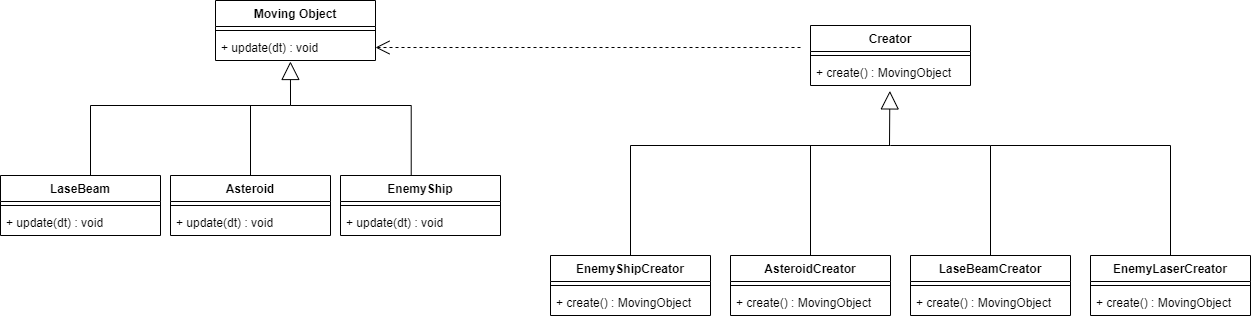 Moving Object
+ update(dt) : void
Creator
+ create() : MovingObject
LaseBeam
+ update(dt) : void
Asteroid
+ update(dt) : void
EnemyShip
+ update(dt) : void
EnemyShipCreator
+ create() : MovingObject
AsteroidCreator
+ create() : MovingObject
LaseBeamCreator
+ create() : MovingObject
EnemyLaserCreator
+ create() : MovingObject